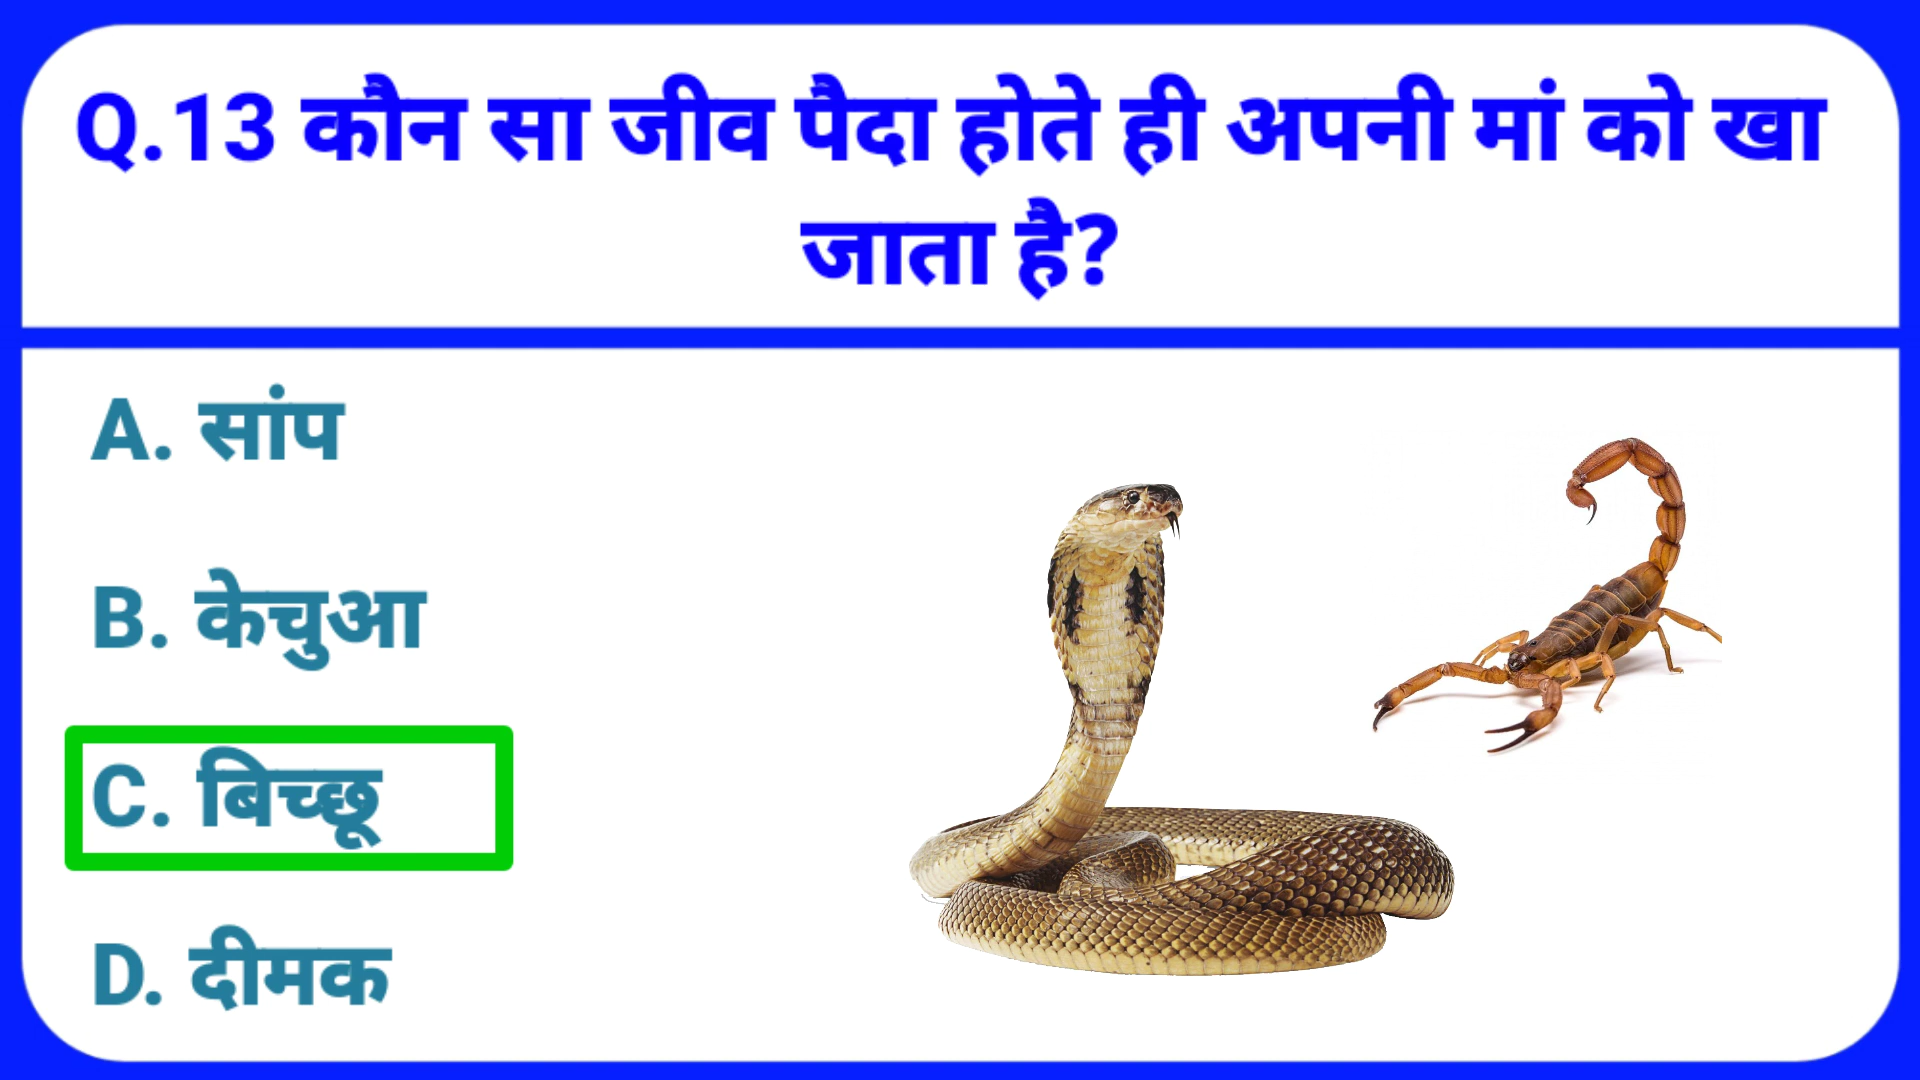 Q.13 कौन सा जीव पैदा होते ही अपनी मां को खा
जाता है?
A. सांप
B. केचुआ
C. बिच्छू
D. दीमक